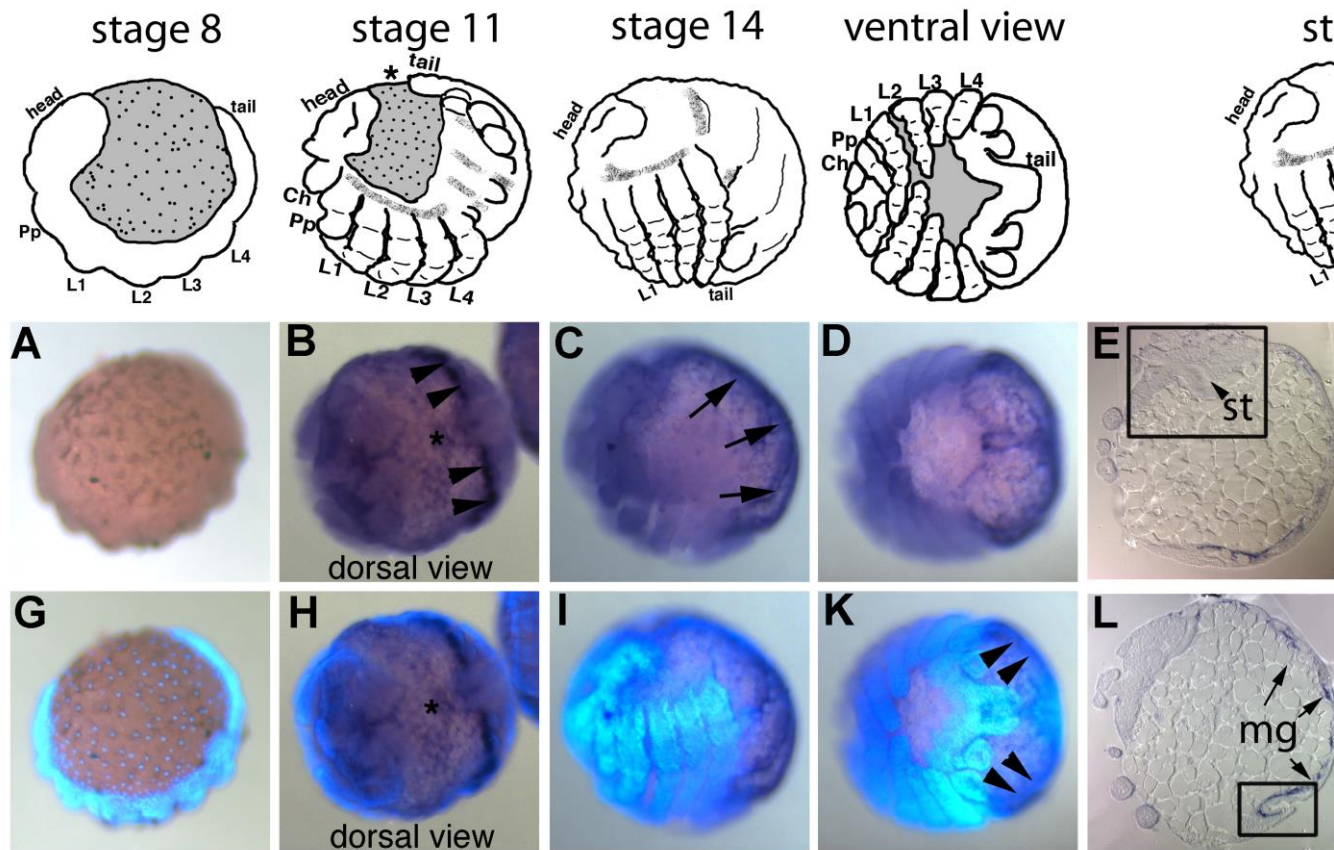 stage 8
stage 11
stage 14
ventral view
st
head
tail
Pp
L1
L2
L3
L4
*
head
tail
Ch
Pp
L1
L2
L3
L4
head
L1
tail
L1
L2
L3
L4
Pp
Ch
tail
head
L1
A
B
*
dorsal view
C
D
E
st
G
H
*
dorsal view
I
K
L
mg